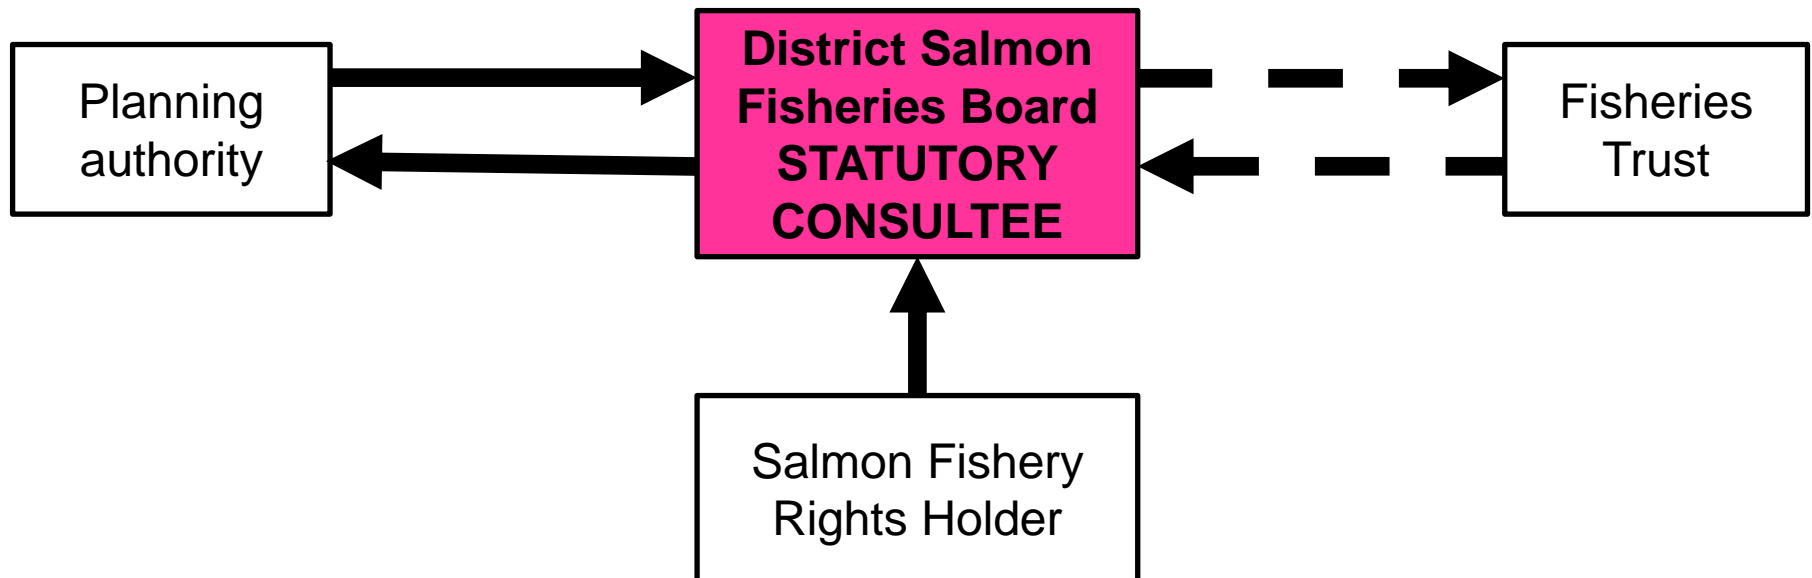 Planning
authority
District Salmon
Fisheries Board
STATUTORY
CONSULTEE
Fisheries
Trust
Salmon Fishery
Rights Holder